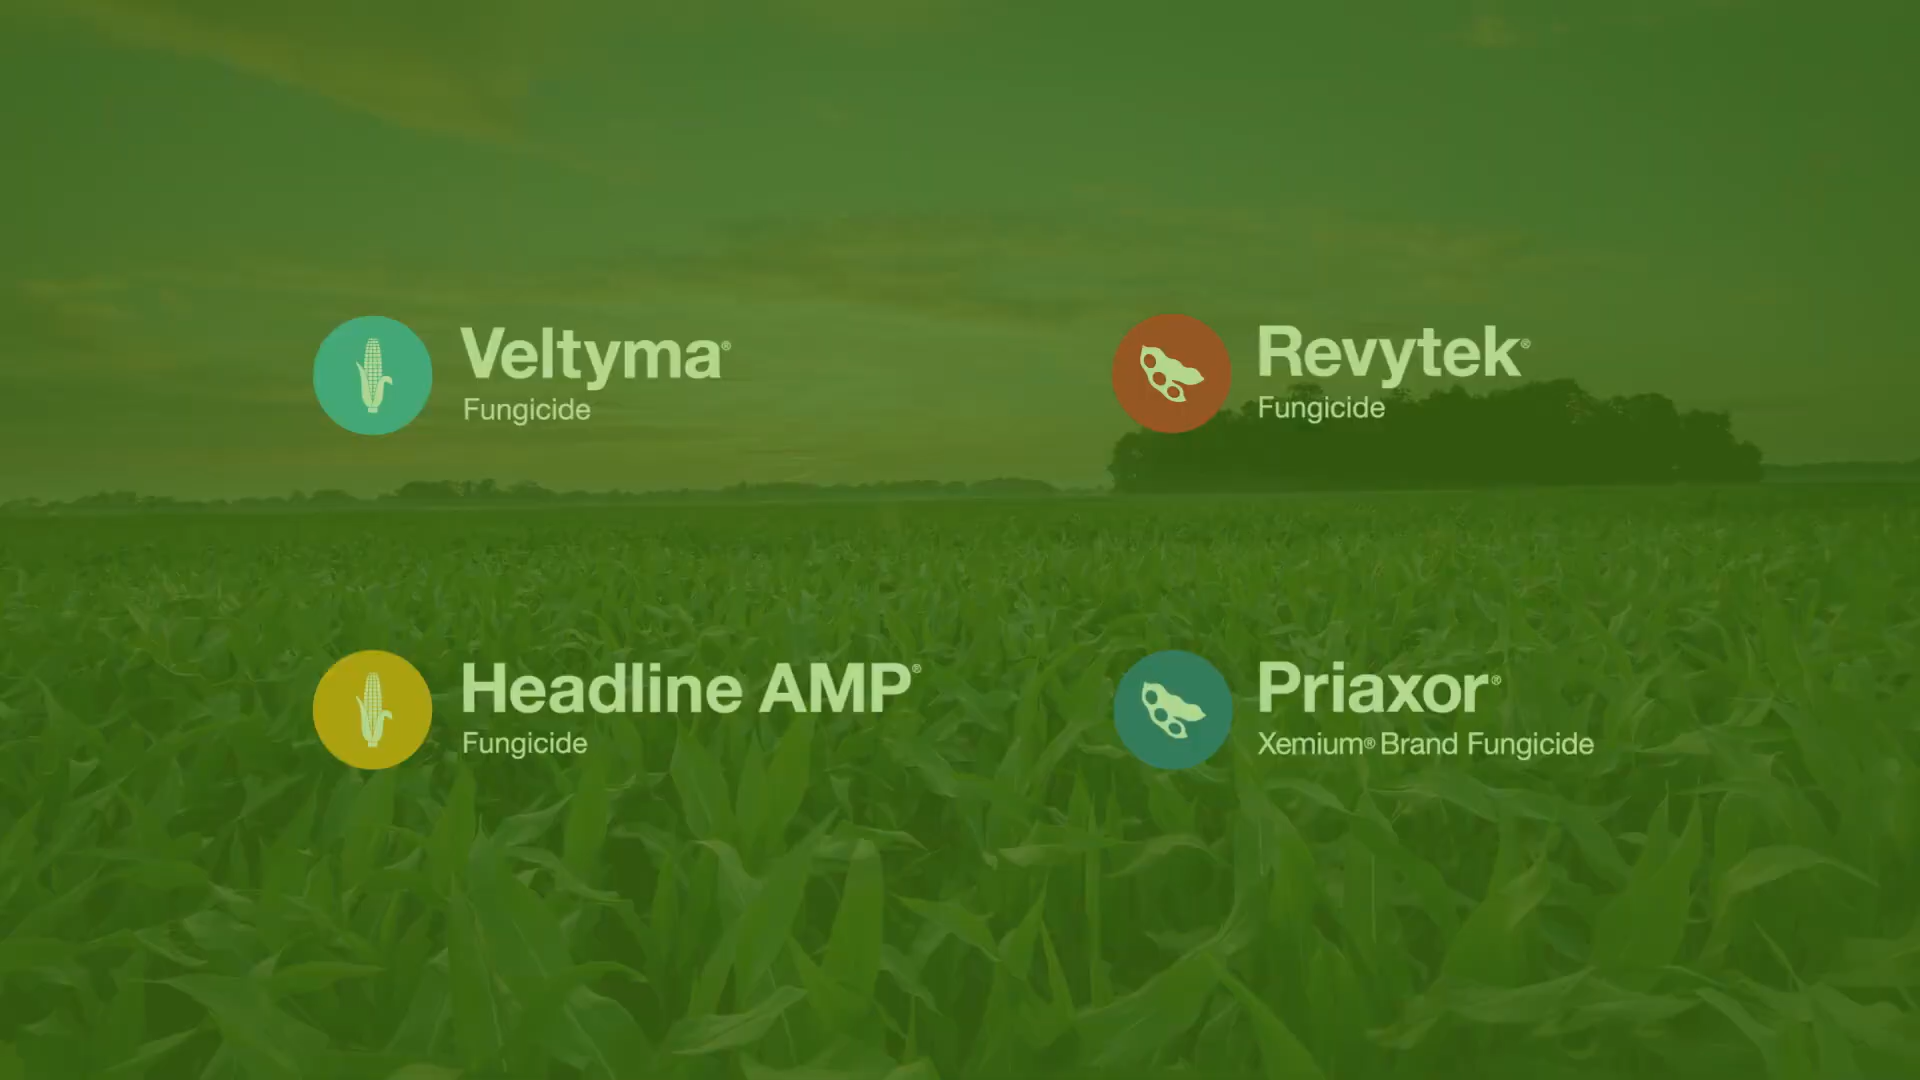 Veltyma®
Fungicide
Revytek®
Fungicide
Headline AMP®
Fungicide
Priaxor®
Xemium® Brand Fungicide